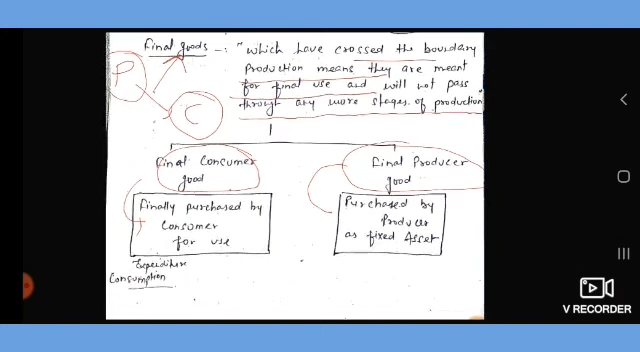 final goods -: "which have crossed the boundary
Production means they are meant
for final use and will not pass
through any more stages of production"
P
C
final Consumer
good
final Producer
good
finally purchased by
Consumer
for use
Purchased by
Producer
as fixed Asset
Expeiditure
Consumption
V RECORDER